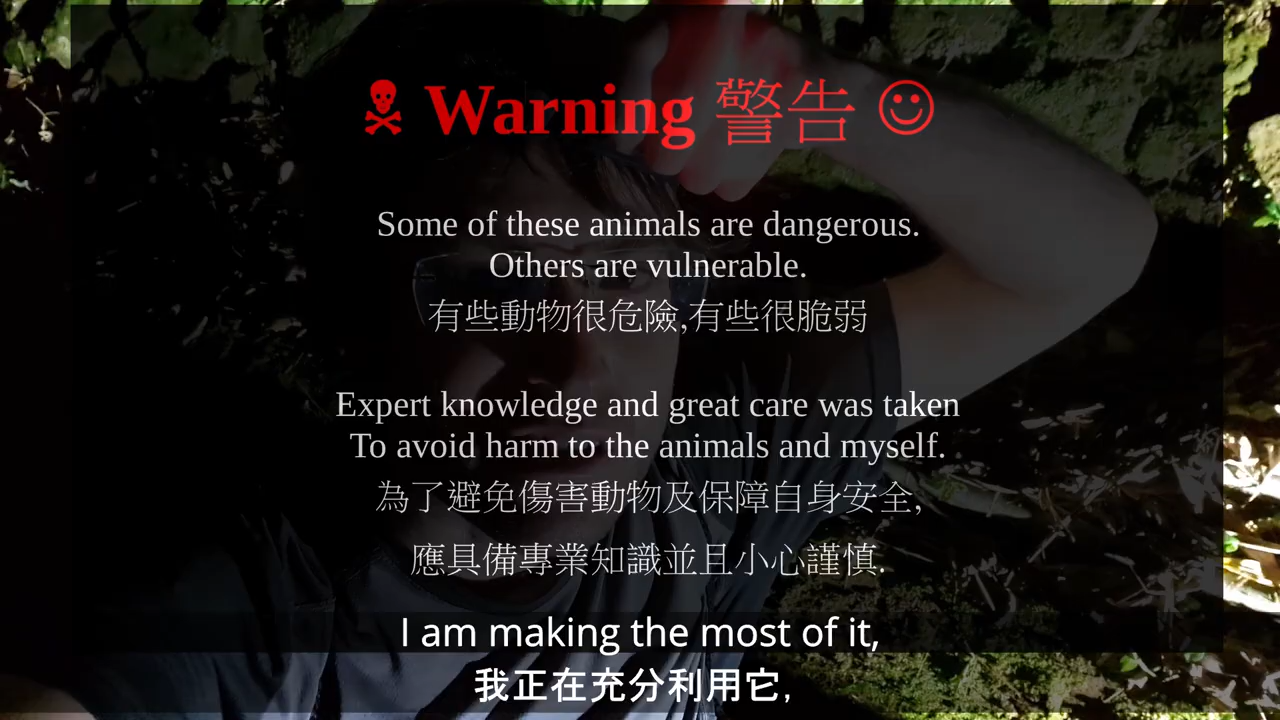 ☠ Warning 警告 ☺
Some of these animals are dangerous.
Others are vulnerable.
有些動物很危險,有些很脆弱
Expert knowledge and great care was taken
To avoid harm to the animals and myself.
為了避免傷害動物及保障自身安全,
應具備專業知識並且小心謹慎.
I am making the most of it,
我正在充分利用它,